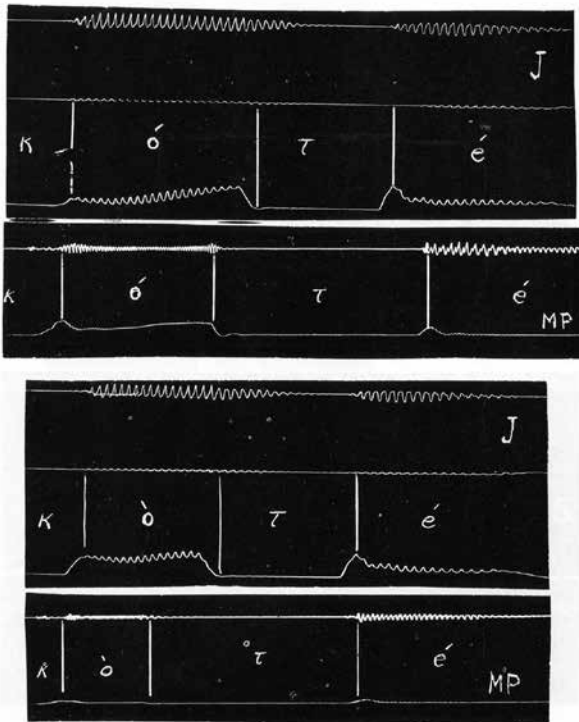 J
K ó τ é
K ó τ é
MP
J
K ò τ é
K ò τ é
MP